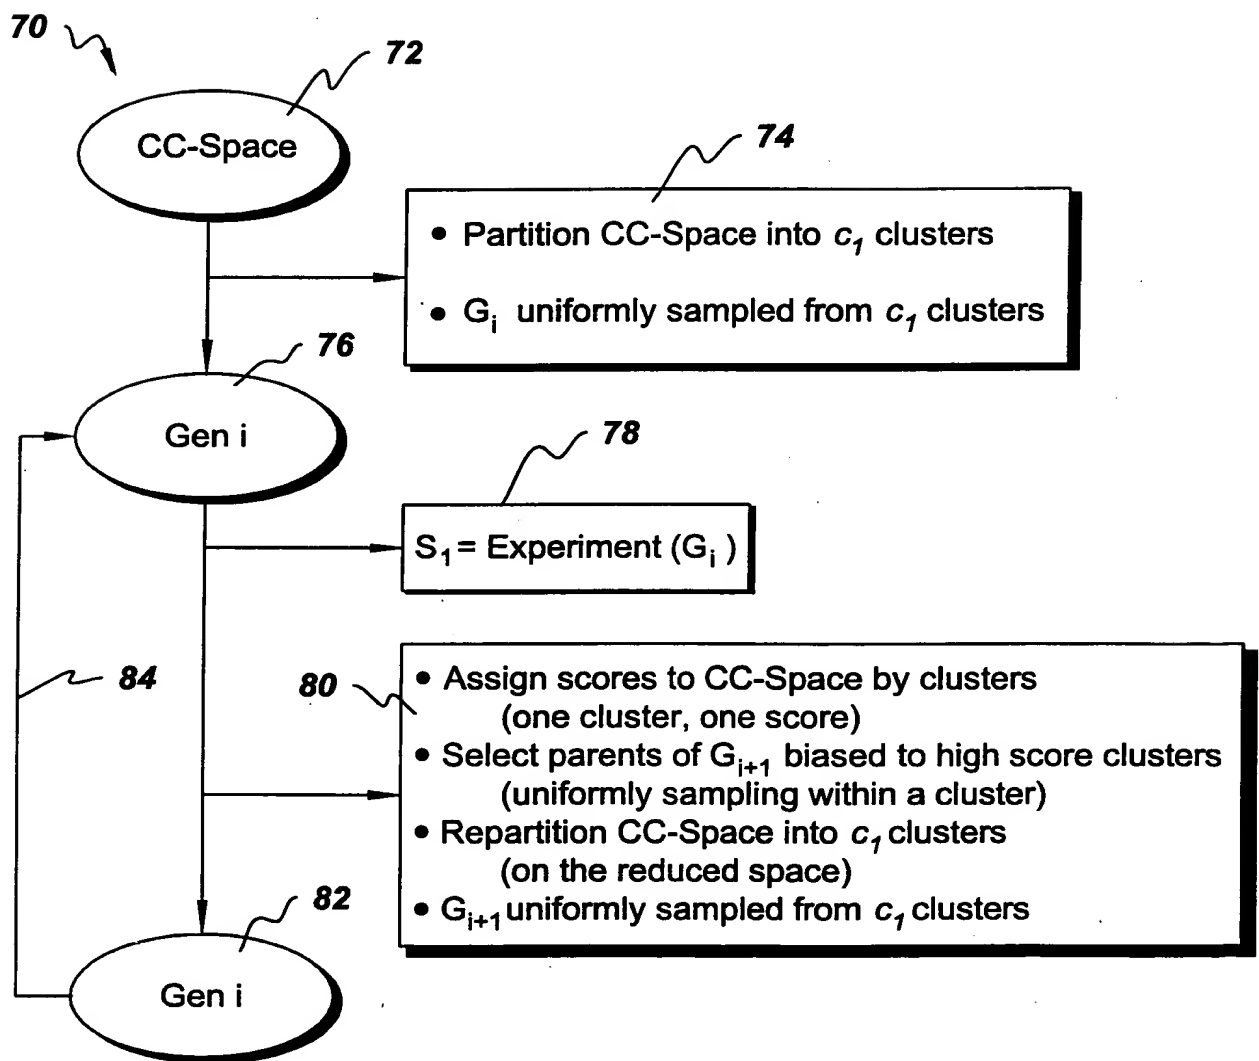 70
72
CC-Space
74
• Partition CC-Space into c₁ clusters
• Gᵢ uniformly sampled from c₁ clusters
76
Gen i
78
S₁ = Experiment (Gᵢ)
84
80
• Assign scores to CC-Space by clusters
(one cluster, one score)
• Select parents of Gᵢ₊₁ biased to high score clusters
(uniformly sampling within a cluster)
• Repartition CC-Space into c₁ clusters
(on the reduced space)
• Gᵢ₊₁ uniformly sampled from c₁ clusters
82
Gen i